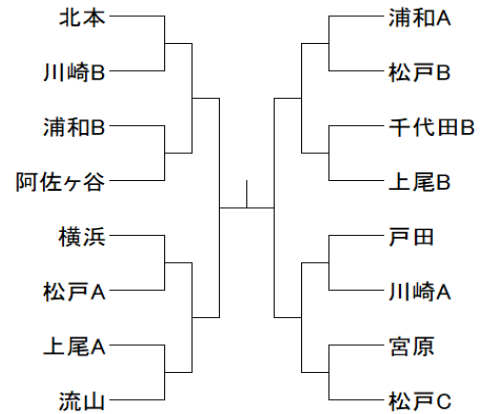 北本
川崎B
浦和B
阿佐ヶ谷
横浜
松戸A
上尾A
流山
浦和A
松戸B
千代田B
上尾B
戸田
川崎A
宮原
松戸C